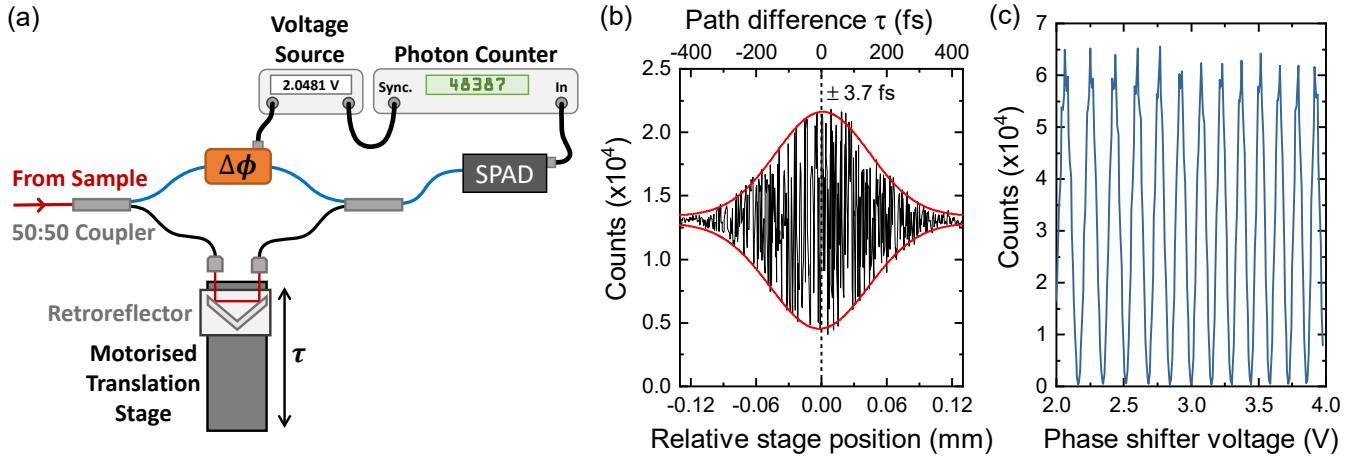 (a)
Voltage
Source
Photon Counter
2.0481 V
Sync.
48387
In
Δϕ
From Sample
SPAD
50:50 Coupler
Retroreflector
Motorised
Translation
Stage
τ
(b)
Path difference τ (fs)
-400 -200 0 200 400
± 3.7 fs
Counts (x10⁴)
2.5
2.0
1.5
1.0
0.5
0.0
-0.12 -0.06 0.00 0.06 0.12
Relative stage position (mm)
(c)
Counts (x10⁴)
7
6
5
4
3
2
1
0
2.0 2.5 3.0 3.5 4.0
Phase shifter voltage (V)